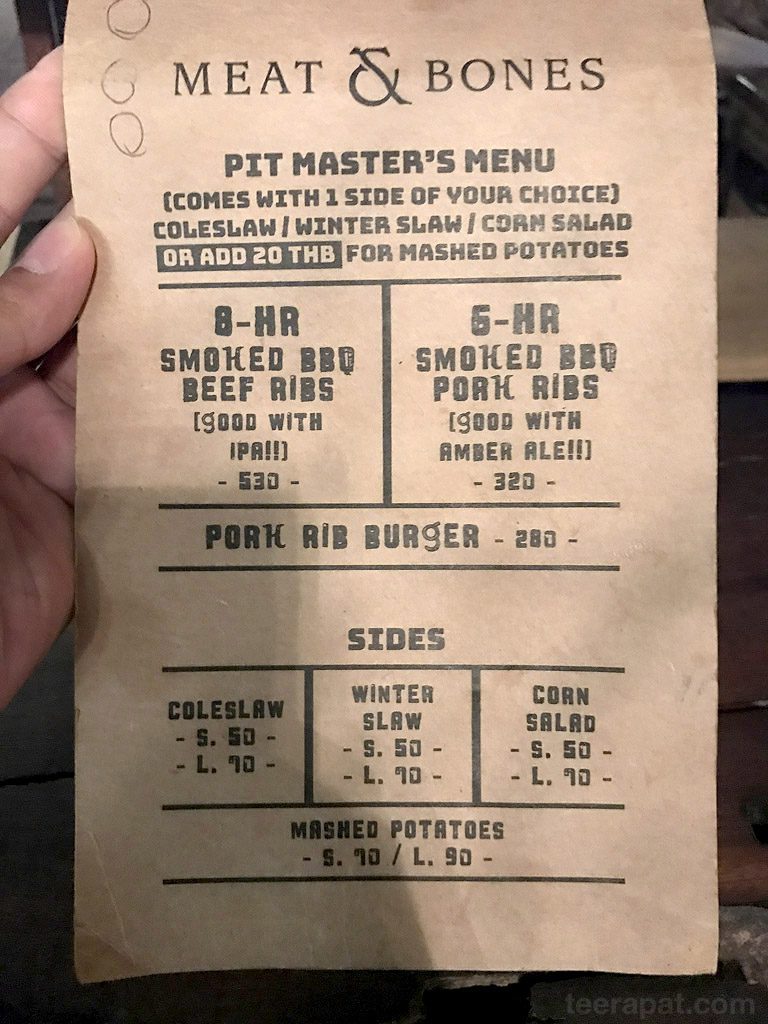 MEAT & BONES
PIT MASTER'S MENU
(COMES WITH 1 SIDE OF YOUR CHOICE)
COLESLAW / WINTER SLAW / CORN SALAD
OR ADD 20 THB FOR MASHED POTATOES
8-HR
SMOKED BBQ
BEEF RIBS
(GOOD WITH
IPA!!)
- 530 -
6-HR
SMOKED BBQ
PORK RIBS
(GOOD WITH
AMBER ALE!!)
- 320 -
PORK RIB BURGER - 280 -
SIDES
COLESLAW
- S. 50 -
- L. 70 -
WINTER
SLAW
- S. 50 -
- L. 70 -
CORN
SALAD
- S. 50 -
- L. 70 -
MASHED POTATOES
- S. 70 / L. 90 -
teerapat.com